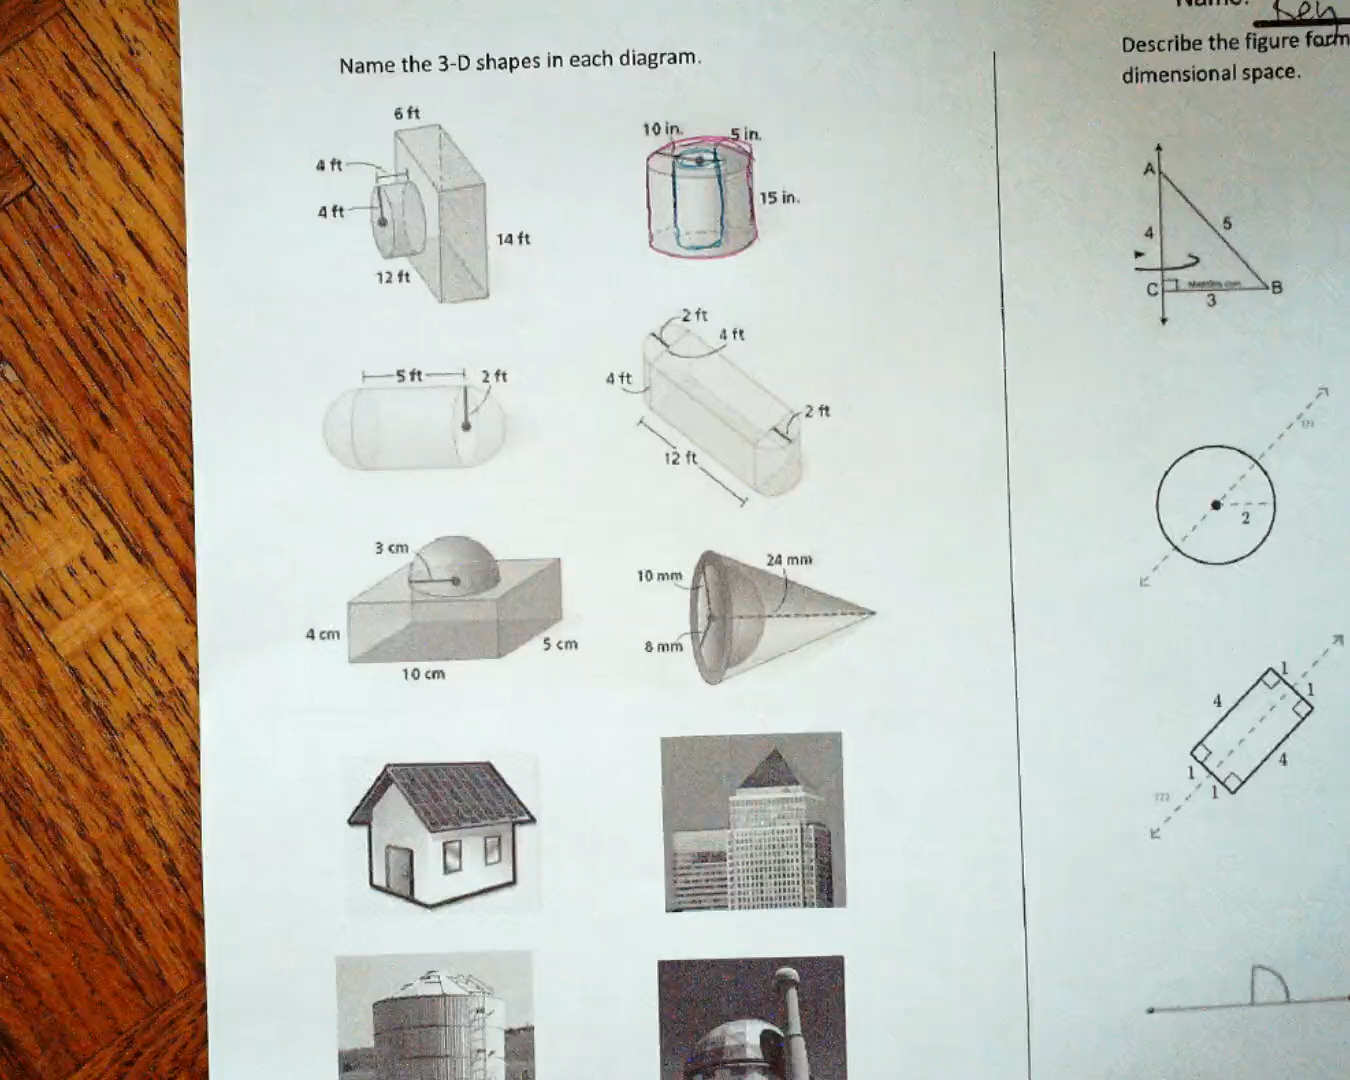 Name: Key
Name the 3-D shapes in each diagram.
Describe the figure form
dimensional space.
6 ft
4 ft
4 ft
14 ft
12 ft
10 in.
5 in.
15 in.
A
4
5
C
B
3
5 ft
2 ft
2 ft
4 ft
4 ft
2 ft
12 ft
m
2
3 cm
4 cm
5 cm
10 cm
10 mm
24 mm
8 mm
1
4
1
4
1
1
m